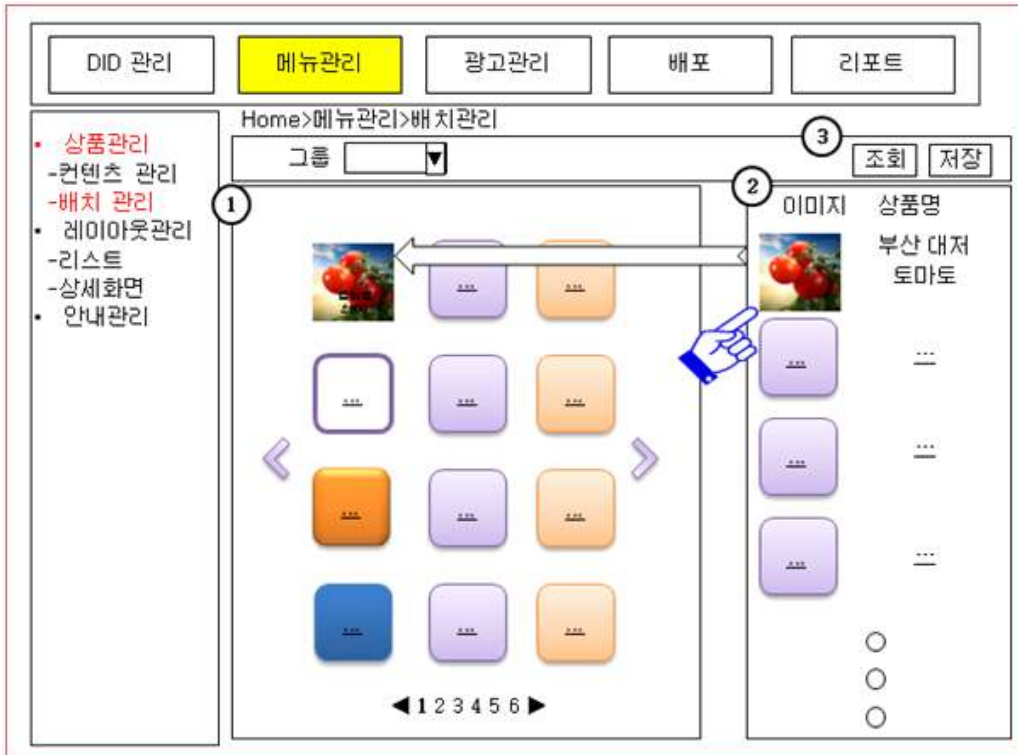 DID 관리
메뉴관리
광고관리
배포
리포트
Home>메뉴관리>배치관리
• 상품관리
-컨텐츠 관리
-배치 관리
• 레이아웃관리
-리스트
-상세화면
• 안내관리
그룹 ▼
3
조회
저장
1
2
이미지 상품명
부산 대저
토마토
... ...
... ... ...
... ... ...
... ... ...
... ...
... ...
... ...
◀ 1 2 3 4 5 6 ▶